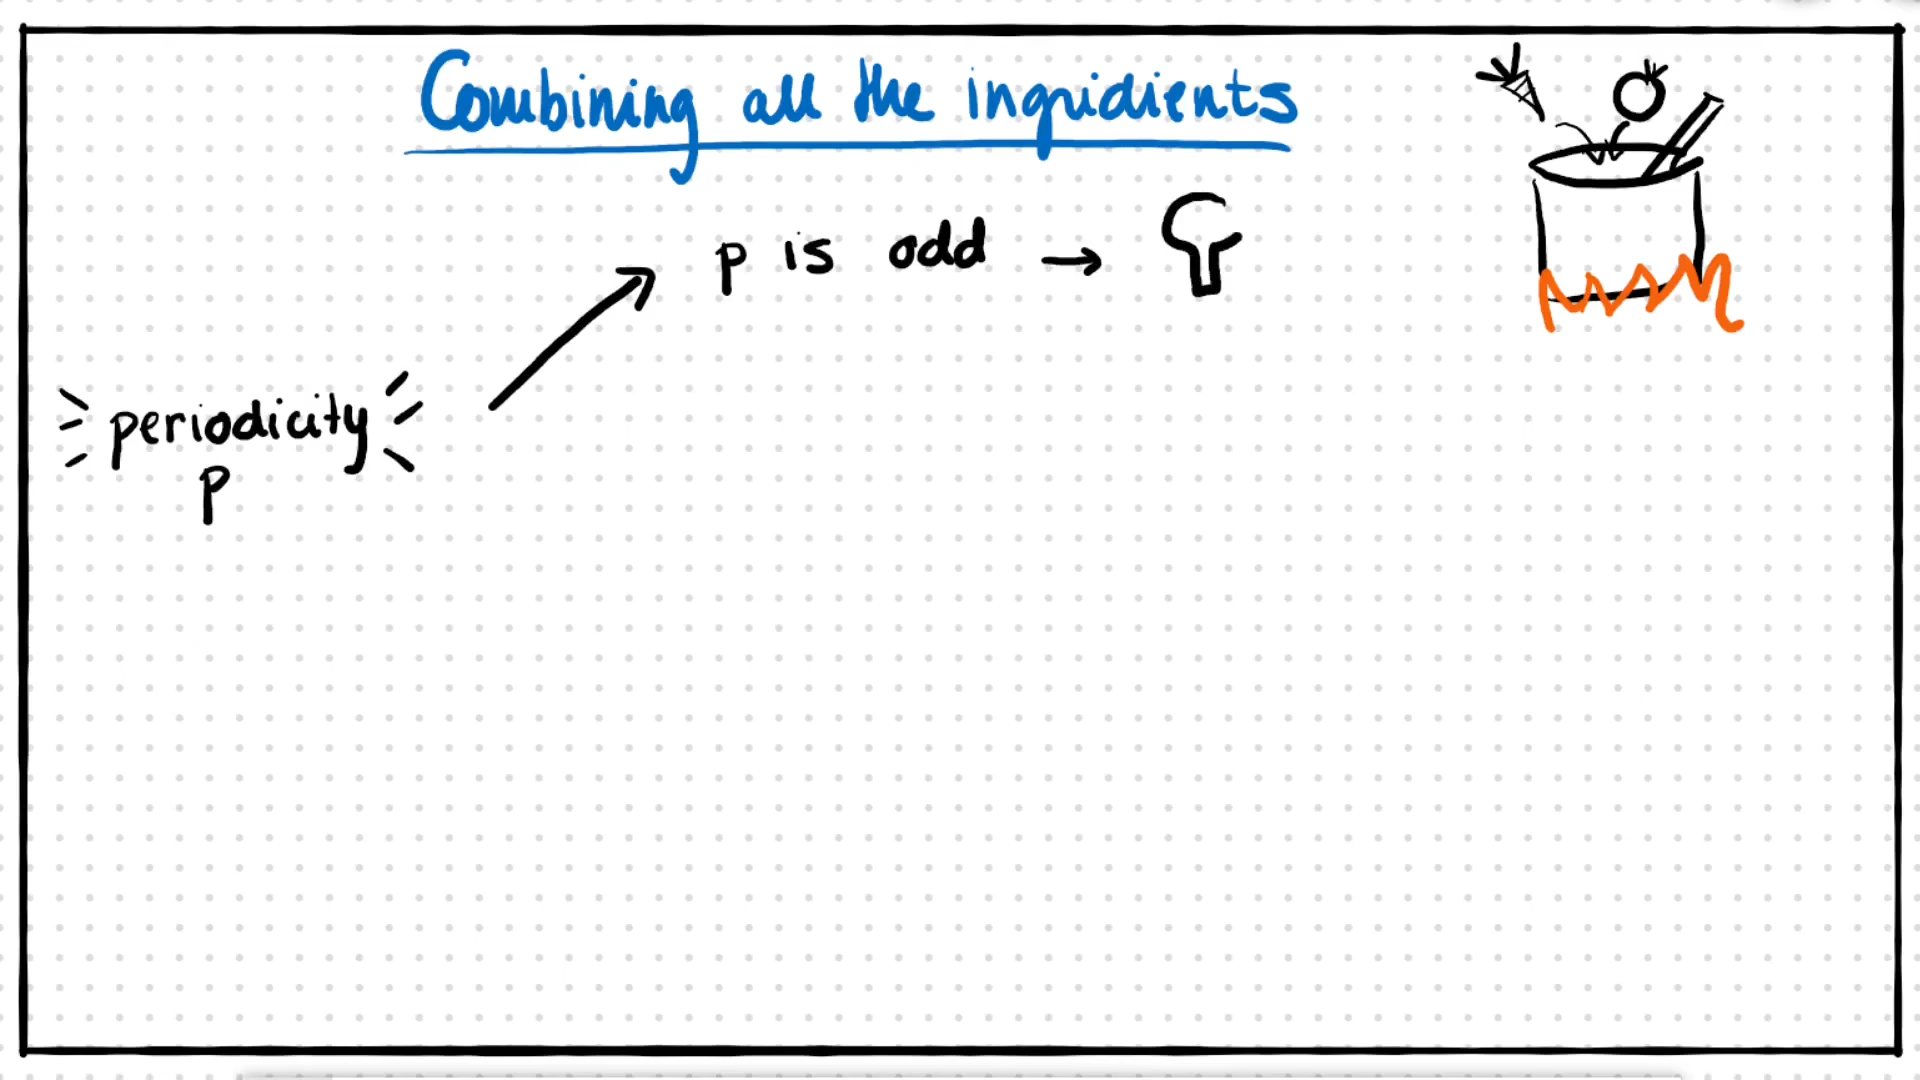 Combining all the ingridients
p is odd →
periodicity
p